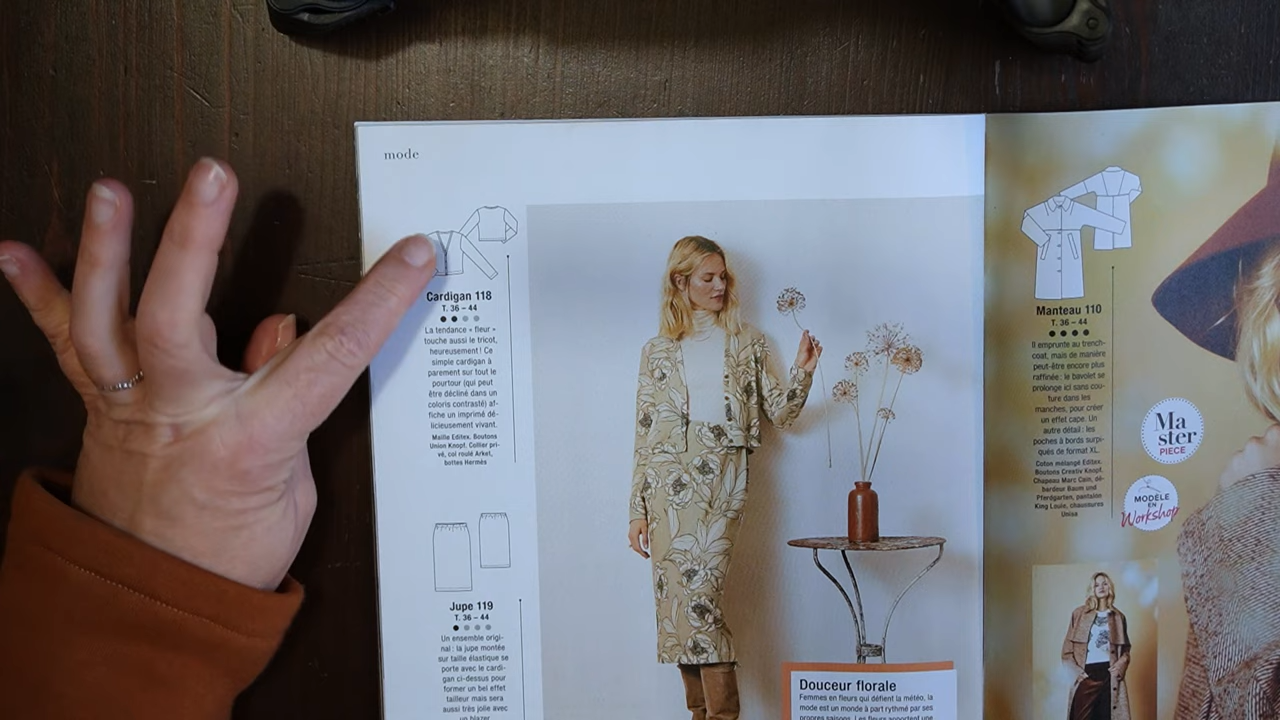 mode
Cardigan 118
T. 36 – 44
La tendance « fleur »
touche aussi le tricot,
heureusement ! Ce
simple cardigan à
parement sur tout le
pourtour (qui peut
être décliné dans un
coloris contrasté) af-
fiche un imprimé dé-
licieusement vivant.
Maille Editex. Boutons
Union Knopf, Collier pri-
vé, col roulé Arket,
bottes Hermès
Jupe 119
T. 36 – 44
Un ensemble origi-
nal : la jupe montée
sur taille élastique se
porte avec le cardi-
gan ci-dessus pour
former un bel effet
tailleur mais sera
aussi très jolie avec
un blazer
Douceur florale
Femmes en fleurs qui défient la météo, la
mode est un monde à part rythmé par ses
propres saisons. Les fleurs apportent une
Manteau 110
T. 36 – 44
Il emprunte au trench-
coat, mais de manière
peut-être encore plus
raffinée : le bavolet se
prolonge ici sans cou-
ture dans les
manches, pour créer
un effet cape. Un
autre détail : les
poches à bords surpi-
qués de format XL.
Coton mélangé Editex.
Boutons Creativ Knopf,
Chapeau Marc Cain, dé-
bardeur Baum und
Pferdgarten, pantalon
King Louie, chaussures
Unisa
Ma
ster
PIECE
MODÈLE
EN
Workshop